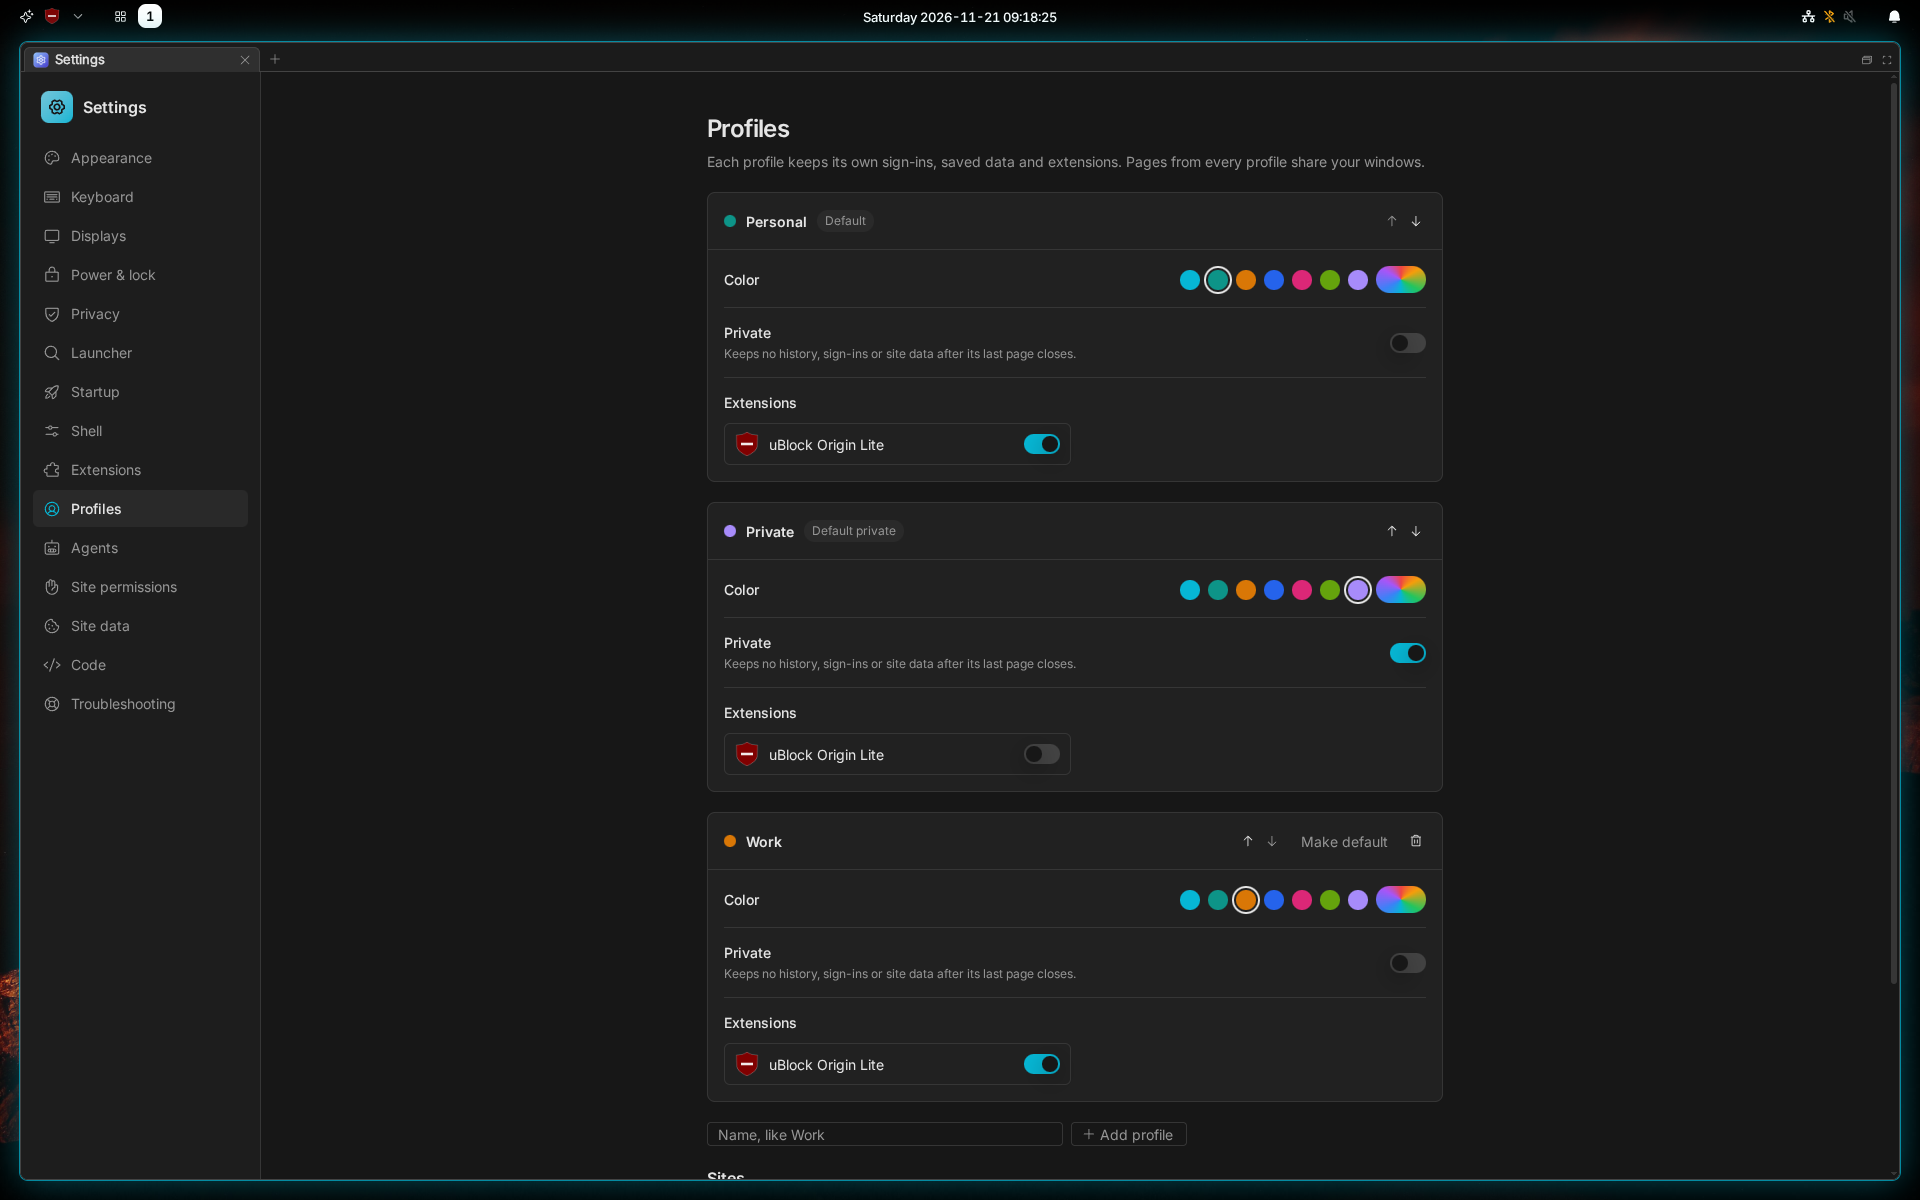 1
Saturday 2026-11-21 09:18:25
Settings
Settings
Appearance
Keyboard
Displays
Power & lock
Privacy
Launcher
Startup
Shell
Extensions
Profiles
Agents
Site permissions
Site data
Code
Troubleshooting
Profiles
Each profile keeps its own sign-ins, saved data and extensions. Pages from every profile share your windows.
Personal Default
Color
Private
Keeps no history, sign-ins or site data after its last page closes.
Extensions
uBlock Origin Lite
Private Default private
Color
Private
Keeps no history, sign-ins or site data after its last page closes.
Extensions
uBlock Origin Lite
Work Make default
Color
Private
Keeps no history, sign-ins or site data after its last page closes.
Extensions
uBlock Origin Lite
Name, like Work + Add profile
Sites